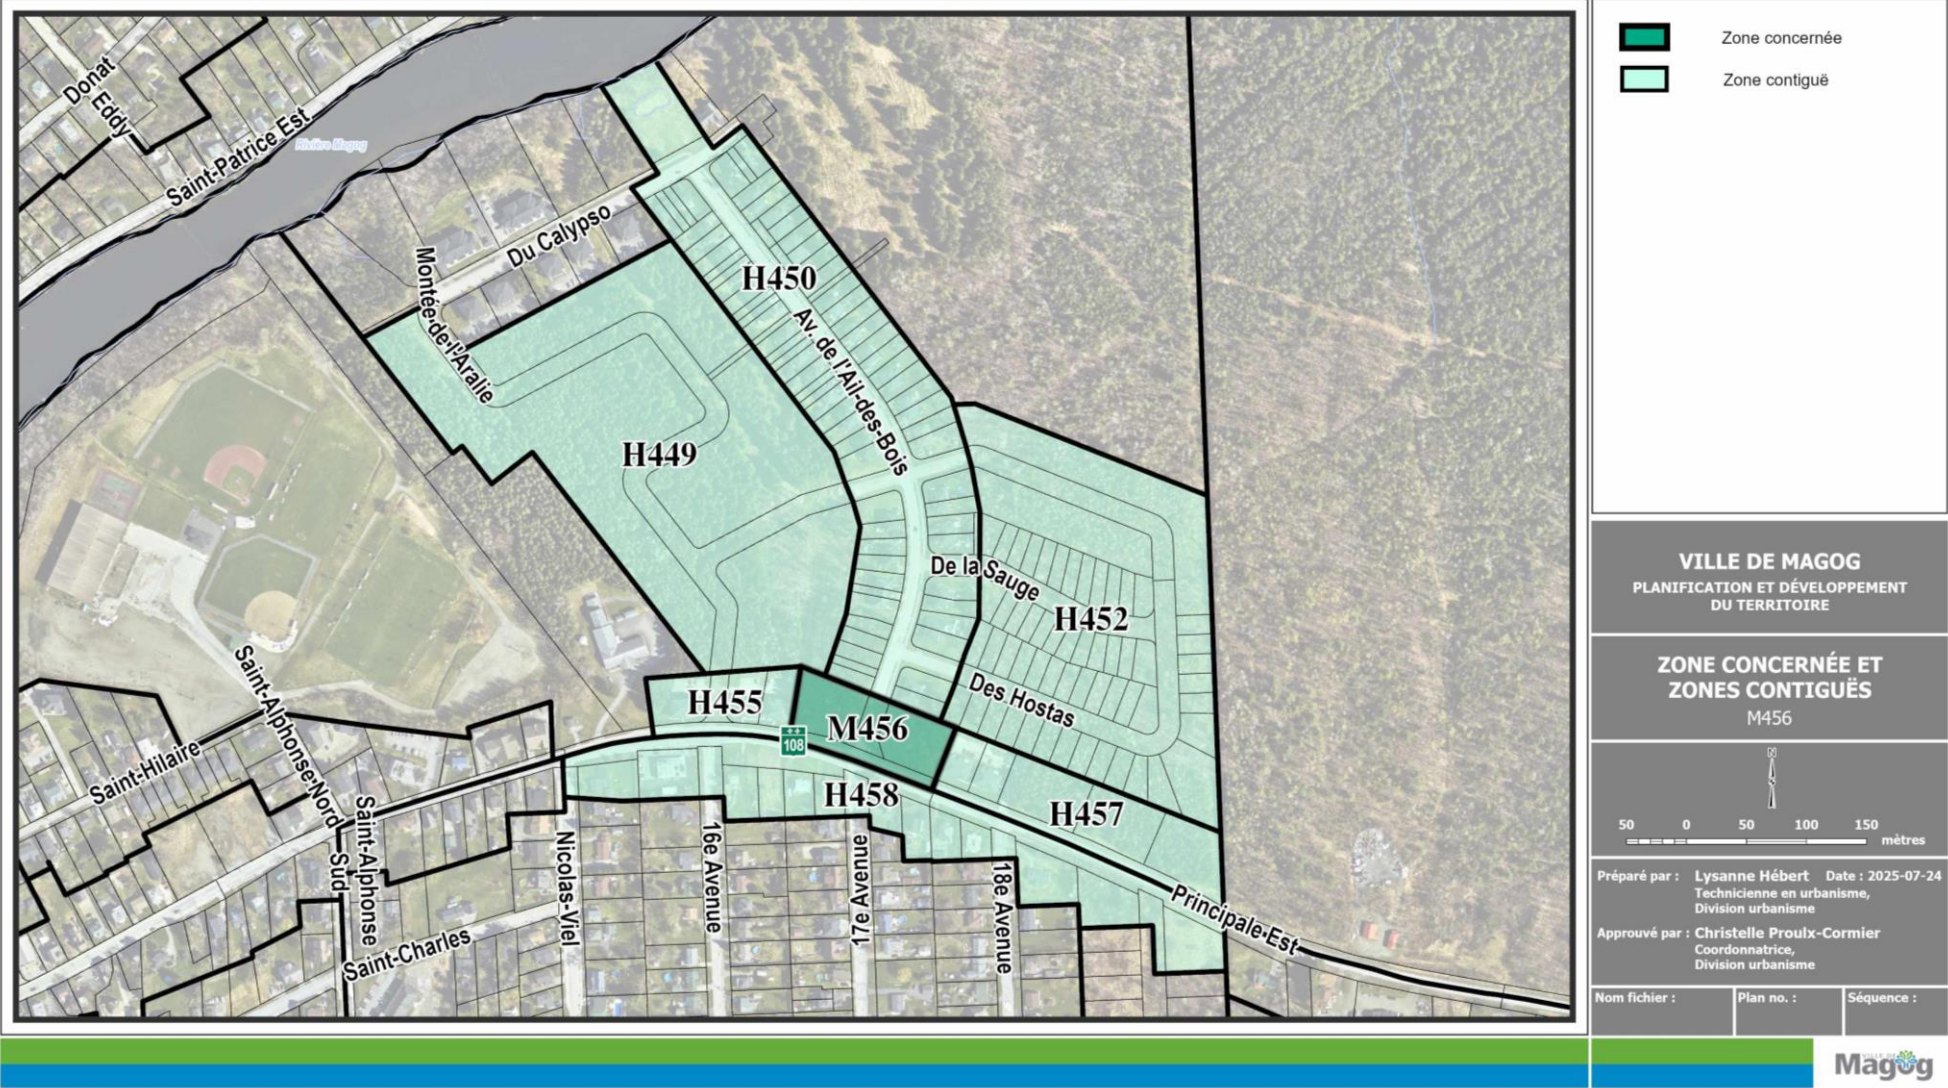 Donat
Eddy
Saint-Patrice Est
Rivière Magog
Du Calypso
Montée de l'Aralie
H450
Av. de l'Ail-des-Bois
H449
De la Sauge
H452
Des Hostas
H455
M456
108
H458
H457
Saint-Hilaire
Saint-Alphonse Nord
Saint-Alphonse
Sud
Saint-Charles
Nicolas-Viel
16e Avenue
17e Avenue
18e Avenue
Principale Est
Zone concernée
Zone contiguë
VILLE DE MAGOG
PLANIFICATION ET DÉVELOPPEMENT
DU TERRITOIRE
ZONE CONCERNÉE ET
ZONES CONTIGUËS
M456
N
50 0 50 100 150
mètres
Préparé par : Lysanne Hébert Date : 2025-07-24
Technicienne en urbanisme,
Division urbanisme
Approuvé par : Christelle Proulx-Cormier
Coordonnatrice,
Division urbanisme
Nom fichier : Plan no. : Séquence :
VILLE DE
Magog